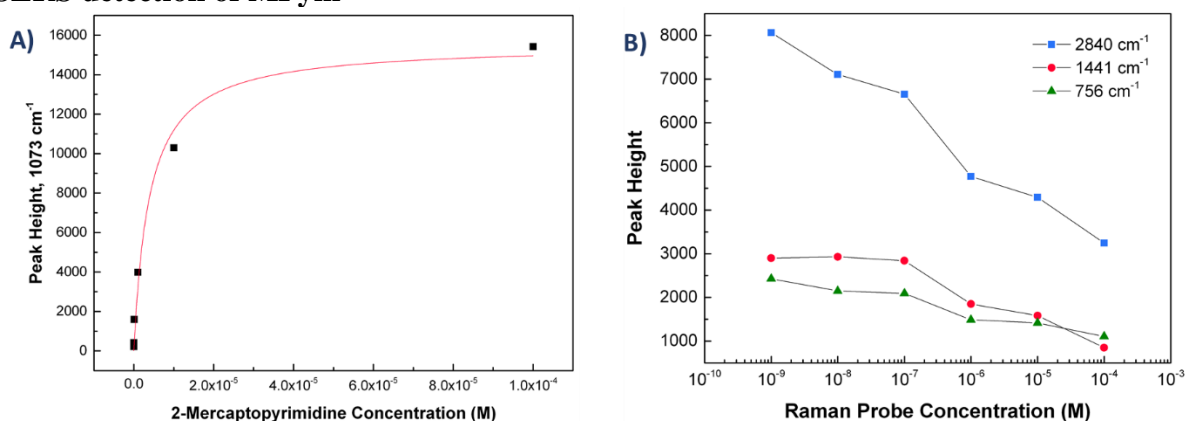 A)
16000
14000
12000
10000
8000
6000
4000
2000
0
Peak Height, 1073 cm⁻¹
0.0 2.0x10⁻⁵ 4.0x10⁻⁵ 6.0x10⁻⁵ 8.0x10⁻⁵ 1.0x10⁻⁴
2-Mercaptopyrimidine Concentration (M)
B)
8000
7000
6000
5000
4000
3000
2000
1000
Peak Height
2840 cm⁻¹
1441 cm⁻¹
756 cm⁻¹
10⁻¹⁰ 10⁻⁹ 10⁻⁸ 10⁻⁷ 10⁻⁶ 10⁻⁵ 10⁻⁴ 10⁻³
Raman Probe Concentration (M)